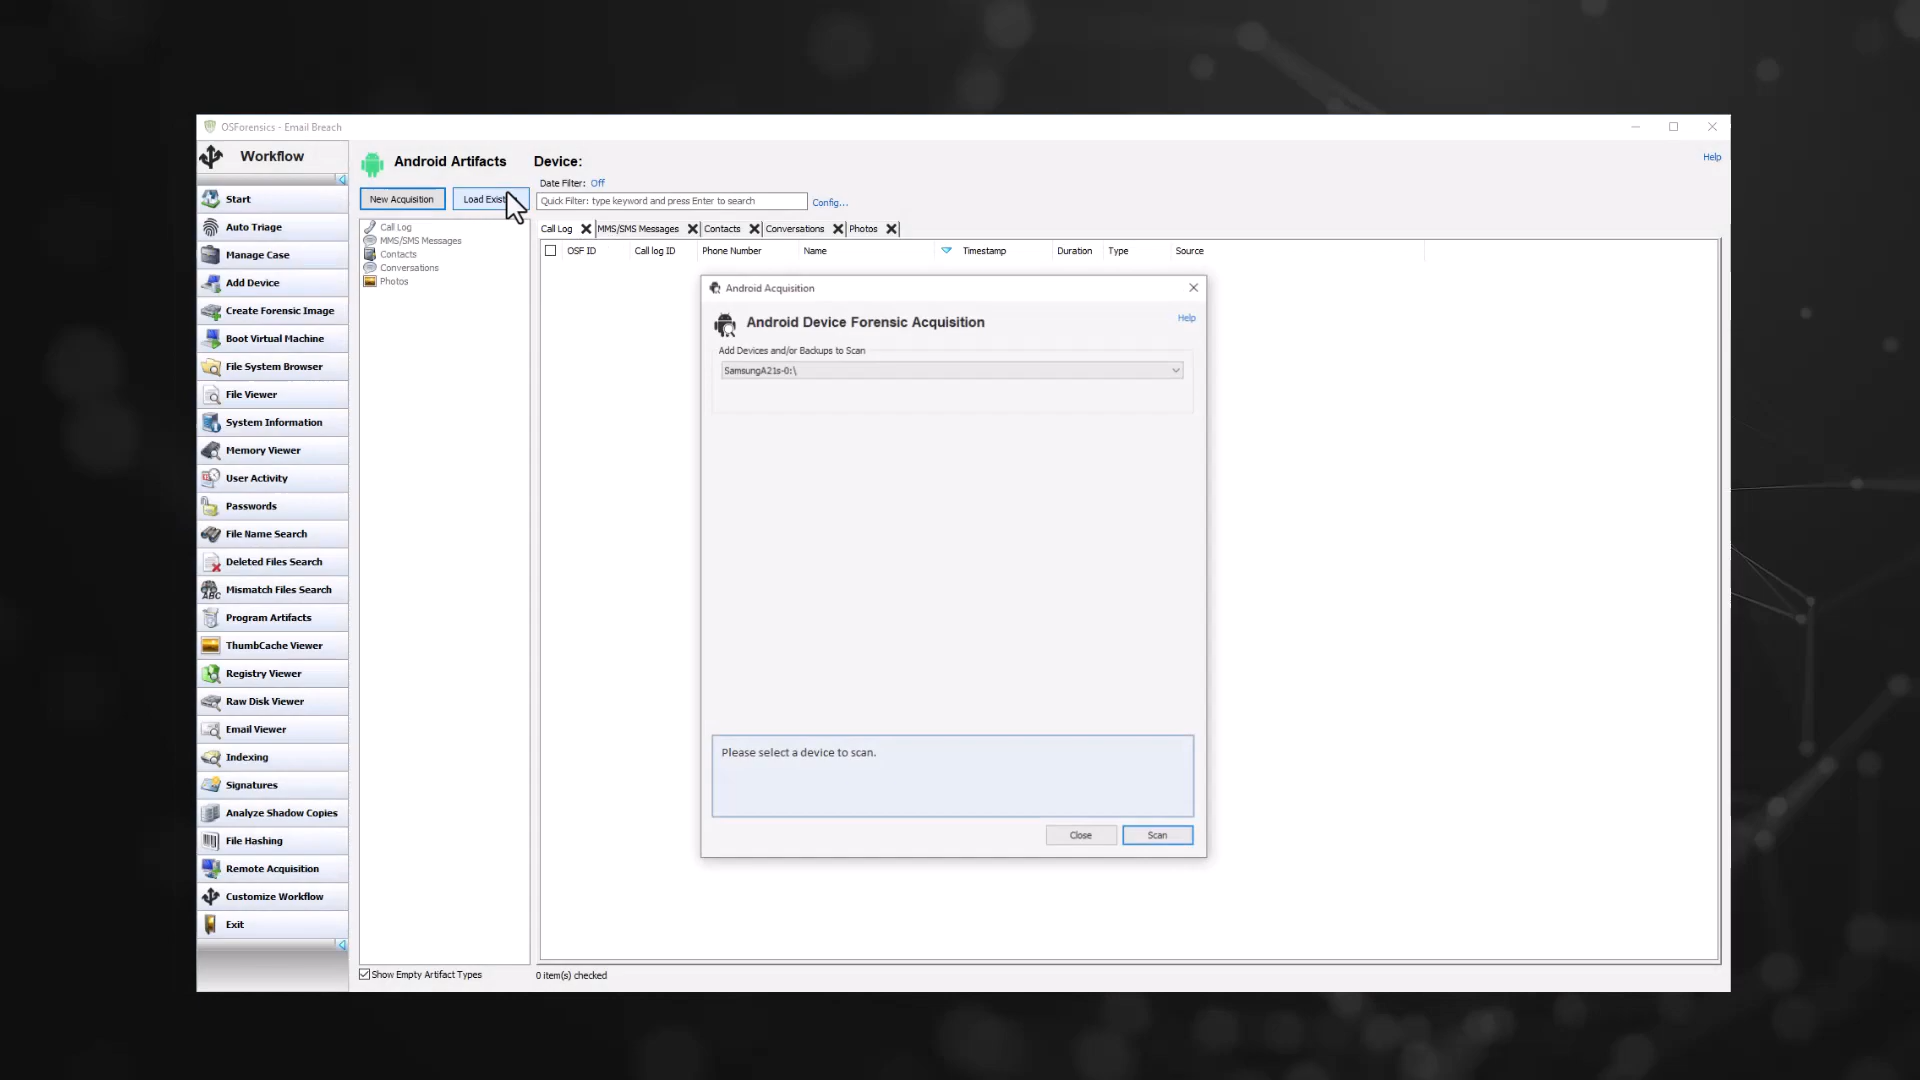 OSForensics - Email Breach
Workflow
Start
Auto Triage
Manage Case
Add Device
Create Forensic Image
Boot Virtual Machine
File System Browser
File Viewer
System Information
Memory Viewer
User Activity
Passwords
File Name Search
Deleted Files Search
Mismatch Files Search
Program Artifacts
ThumbCache Viewer
Registry Viewer
Raw Disk Viewer
Email Viewer
Indexing
Signatures
Analyze Shadow Copies
File Hashing
Remote Acquisition
Customize Workflow
Exit
Android Artifacts
Device:
Help
Date Filter: Off
New Acquisition
Load
Quick Filter: type keyword and press Enter to search
Config...
Call Log
MMS/SMS Messages
Contacts
Conversations
Photos
Call Log MMS/SMS Messages Contacts Conversations Photos
OSF ID Call log ID Phone Number Name Timestamp Duration Type Source
Android Acquisition
Android Device Forensic Acquisition
Help
Add Devices and/or Backups to Scan
SamsungA21s-0:\
Please select a device to scan.
Close Scan
Show Empty Artifact Types
0 item(s) checked